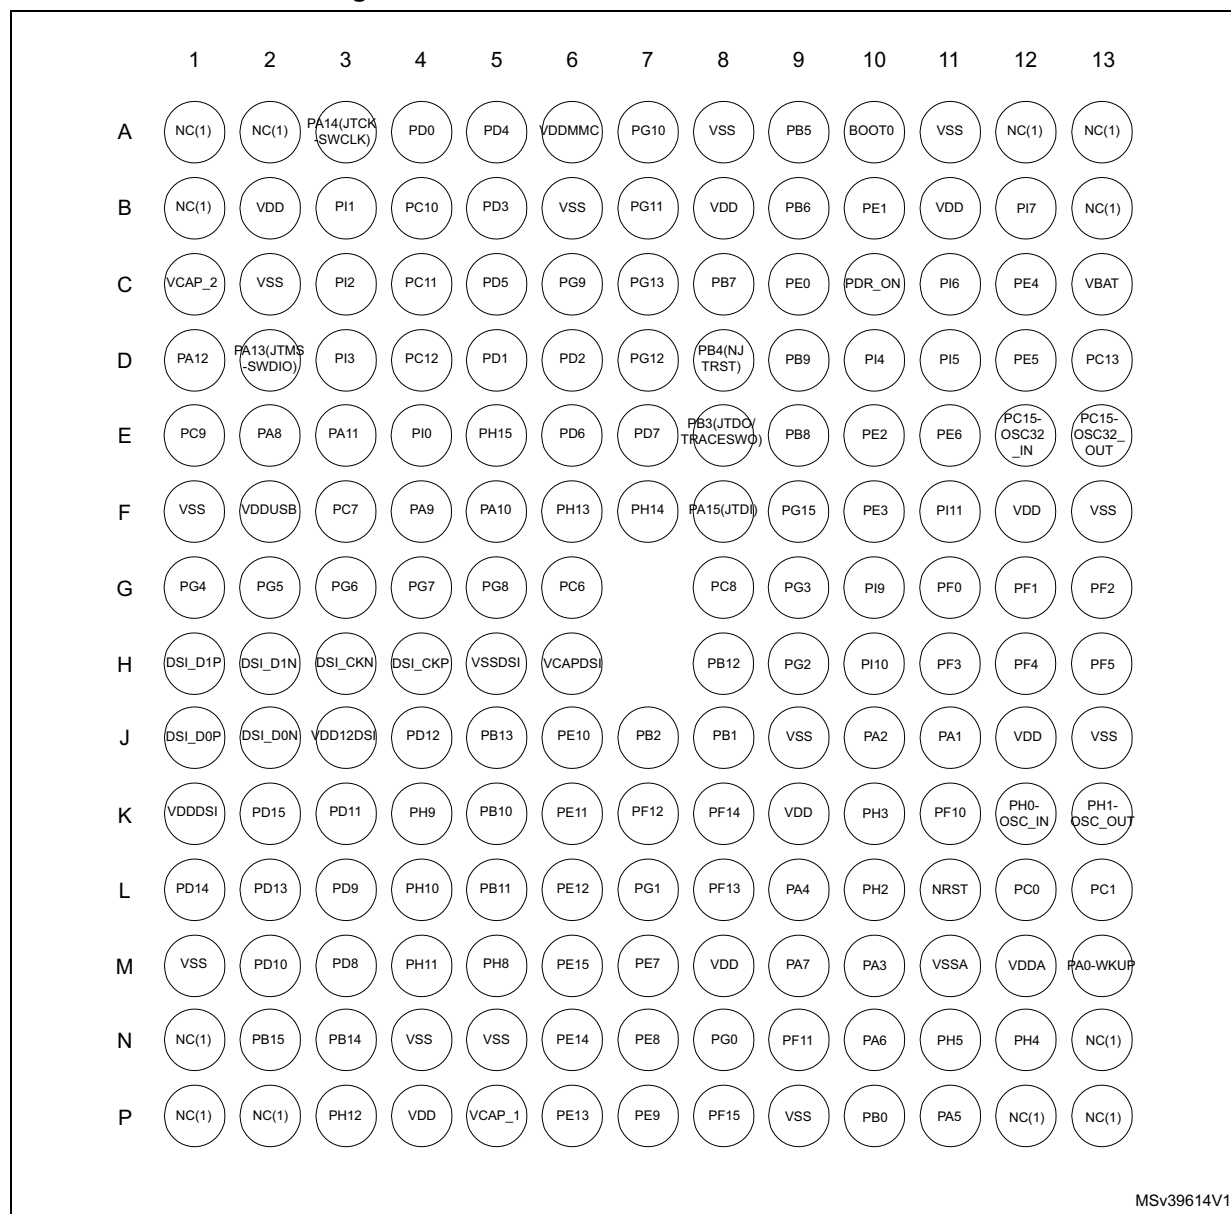 1 2 3 4 5 6 7 8 9 10 11 12 13
A NC(1) NC(1) PA14(JTCK-SWCLK) PD0 PD4 VDDMMC PG10 VSS PB5 BOOT0 VSS NC(1) NC(1)
B NC(1) VDD PI1 PC10 PD3 VSS PG11 VDD PB6 PE1 VDD PI7 NC(1)
C VCAP_2 VSS PI2 PC11 PD5 PG9 PG13 PB7 PE0 PDR_ON PI6 PE4 VBAT
D PA12 PA13(JTMS-SWDIO) PI3 PC12 PD1 PD2 PG12 PB4(NJTRST) PB9 PI4 PI5 PE5 PC13
E PC9 PA8 PA11 PI0 PH15 PD6 PD7 PB3(JTDO/TRACESWO) PB8 PE2 PE6 PC15-OSC32_IN PC15-OSC32_OUT
F VSS VDDUSB PC7 PA9 PA10 PH13 PH14 PA15(JTDI) PG15 PE3 PI11 VDD VSS
G PG4 PG5 PG6 PG7 PG8 PC6 PC8 PG3 PI9 PF0 PF1 PF2
H DSI_D1P DSI_D1N DSI_CKN DSI_CKP VSSDSI VCAPDSI PB12 PG2 PI10 PF3 PF4 PF5
J DSI_D0P DSI_D0N VDD12DSI PD12 PB13 PE10 PB2 PB1 VSS PA2 PA1 VDD VSS
K VDDDSI PD15 PD11 PH9 PB10 PE11 PF12 PF14 VDD PH3 PF10 PH0-OSC_IN PH1-OSC_OUT
L PD14 PD13 PD9 PH10 PB11 PE12 PG1 PF13 PA4 PH2 NRST PC0 PC1
M VSS PD10 PD8 PH11 PH8 PE15 PE7 VDD PA7 PA3 VSSA VDDA PA0-WKUP
N NC(1) PB15 PB14 VSS VSS PE14 PE8 PG0 PF11 PA6 PH5 PH4 NC(1)
P NC(1) NC(1) PH12 VDD VCAP_1 PE13 PE9 PF15 VSS PB0 PA5 NC(1) NC(1)
MSv39614V1